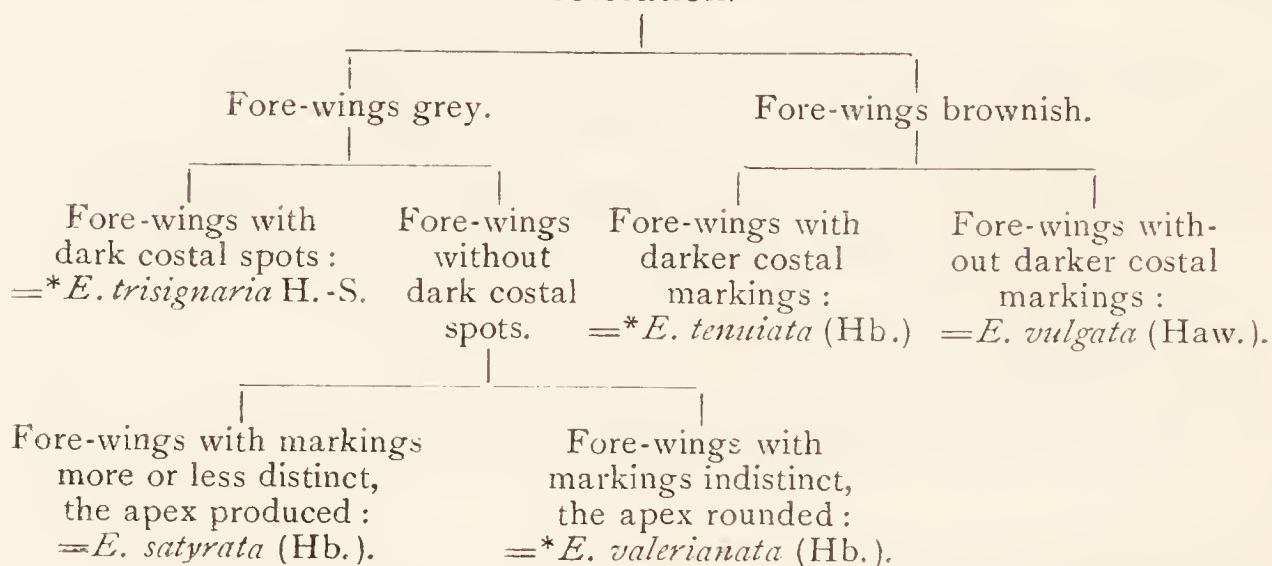 Fore-wings grey.
Fore-wings brownish.
Fore-wings with
dark costal spots :
=*E. trisignaria H.-S.
Fore-wings
without
dark costal
spots.
Fore-wings with
darker costal
markings :
=*E. tenuiata (Hb.)
Fore-wings with-
out darker costal
markings :
=E. vulgata (Haw.).
Fore-wings with markings
more or less distinct,
the apex produced :
=E. satyrata (Hb.).
Fore-wings with
markings indistinct,
the apex rounded :
=*E. valerianata (Hb.).